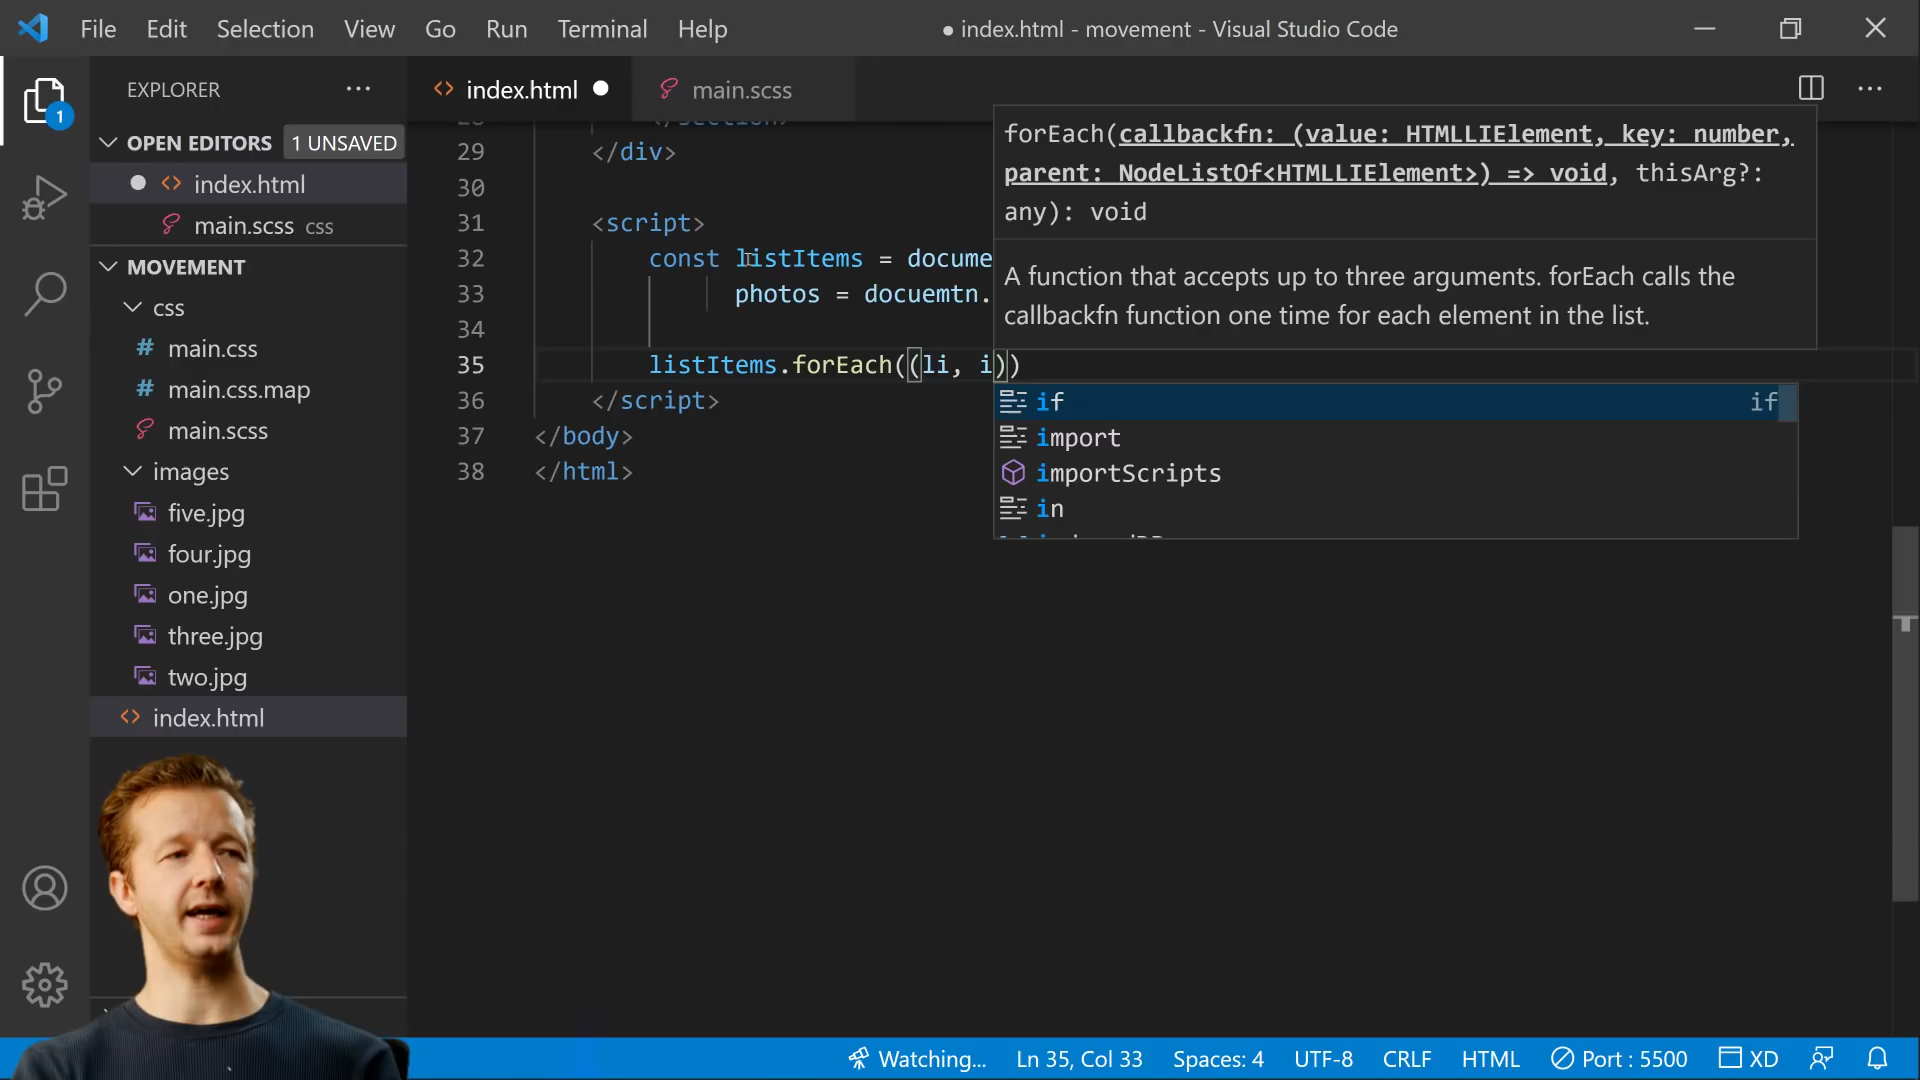 File Edit Selection View Go Run Terminal Help
● index.html - movement - Visual Studio Code
EXPLORER
index.html
main.scss
OPEN EDITORS 1 UNSAVED
index.html
main.scss css
MOVEMENT
css
main.css
main.css.map
main.scss
images
five.jpg
four.jpg
one.jpg
three.jpg
two.jpg
index.html
1
29 </div>
30
31 <script>
32 const listItems = docume
33 photos = docuemtn.
34
35 listItems.forEach((li, i))
36 </script>
37 </body>
38 </html>
forEach(callbackfn: (value: HTMLLIElement, key: number,
parent: NodeListOf<HTMLLIElement>) => void, thisArg?:
any): void
A function that accepts up to three arguments. forEach calls the
callbackfn function one time for each element in the list.
if if
import
importScripts
in
Watching... Ln 35, Col 33 Spaces: 4 UTF-8 CRLF HTML Port : 5500 XD